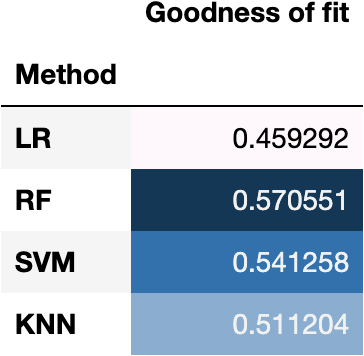 Goodness of fit
Method
LR 0.459292
RF 0.570551
SVM 0.541258
KNN 0.511204